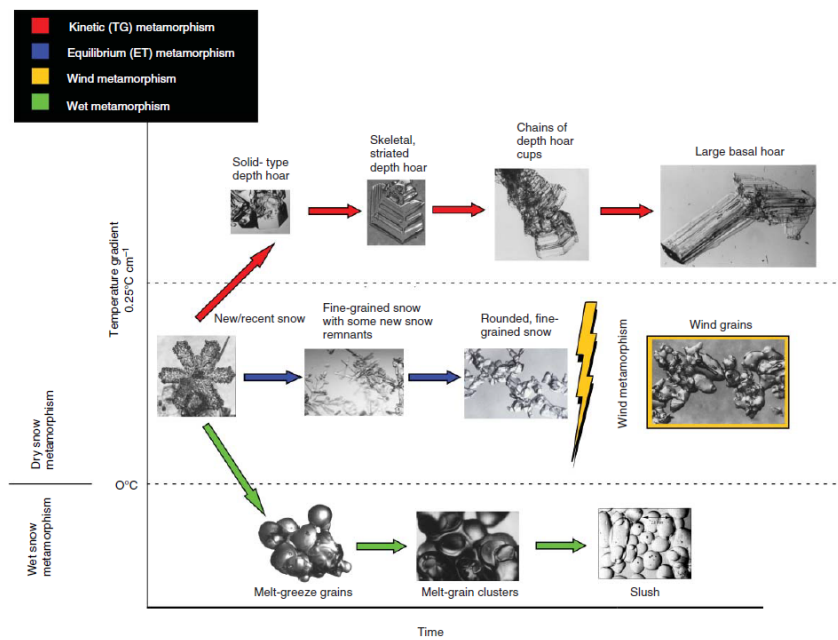 Kinetic (TG) metamorphism
Equilibrium (ET) metamorphism
Wind metamorphism
Wet metamorphism
Solid- type
depth hoar
Skeletal,
striated
depth hoar
Chains of
depth hoar
cups
Large basal hoar
Temperature gradient
0.25°C cm⁻¹
New/recent snow
Fine-grained snow
with some new snow
remnants
Rounded, fine-
grained snow
Wind metamorphism
Wind grains
Dry snow
metamorphism
O°C
Wet snow
metamorphism
Melt-greeze grains
Melt-grain clusters
Slush
Time